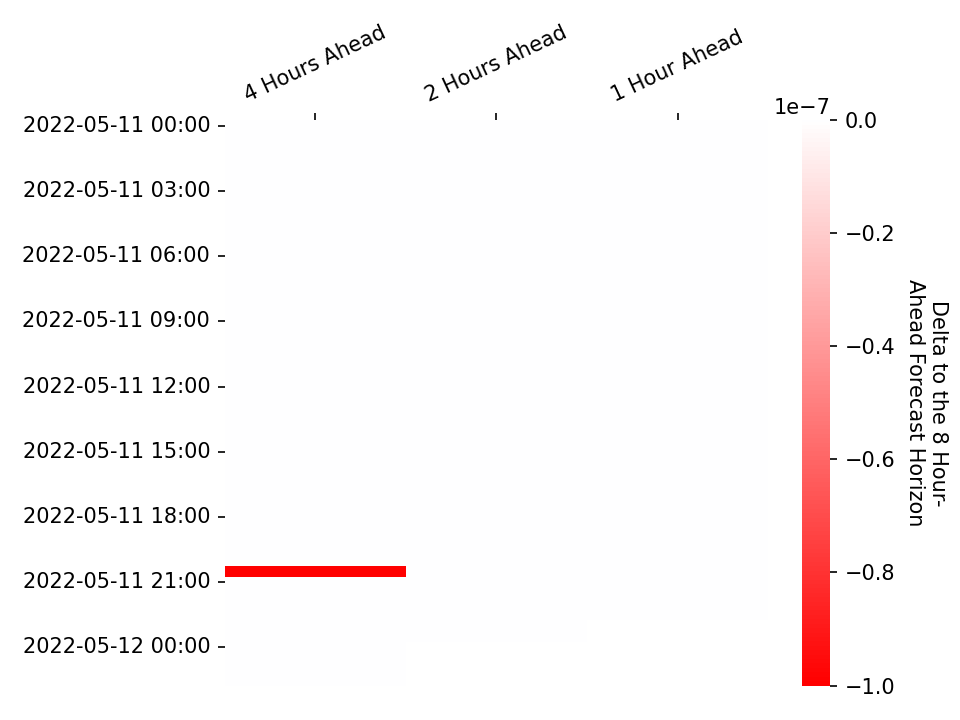 4 Hours Ahead
2 Hours Ahead
1 Hour Ahead
2022-05-11 00:00
2022-05-11 03:00
2022-05-11 06:00
2022-05-11 09:00
2022-05-11 12:00
2022-05-11 15:00
2022-05-11 18:00
2022-05-11 21:00
2022-05-12 00:00
1e−7
0.0
−0.2
−0.4
−0.6
−0.8
−1.0
Delta to the 8 Hour-
Ahead Forecast Horizon